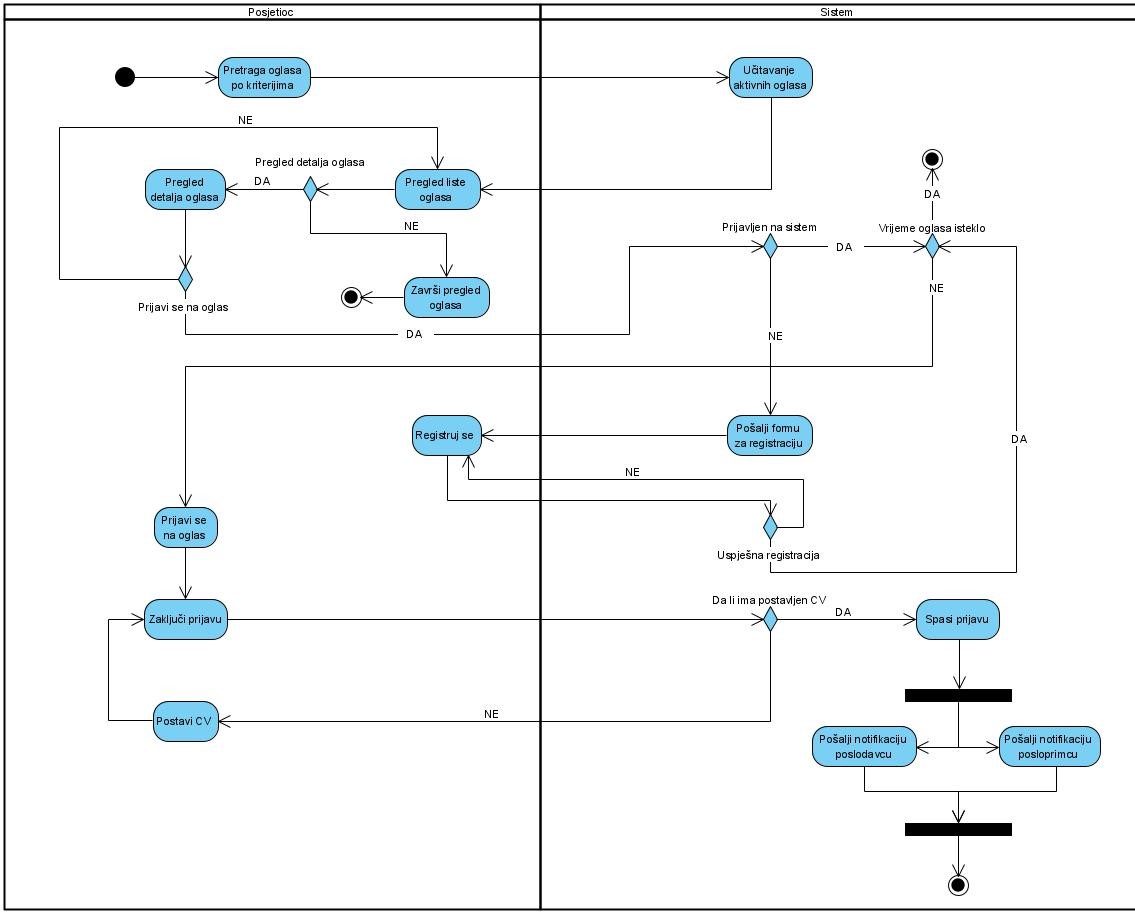 Posjetioc
Sistem
Pretraga oglasa
po kriterijima
Učitavanje
aktivnih oglasa
NE
Pregled detalja oglasa
DA
Pregled
detalja oglasa
Pregled liste
oglasa
DA
NE
Prijavljen na sistem
Vrijeme oglasa isteklo
DA
NE
Završi pregled
oglasa
Prijavi se na oglas
DA
NE
Registruj se
Pošalji formu
za registraciju
DA
NE
Prijavi se
na oglas
Uspješna registracija
Da li ima postavljen CV
DA
Zaključi prijavu
Spasi prijavu
NE
Postavi CV
Pošalji notifikaciju
poslodavcu
Pošalji notifikaciju
posloprimcu